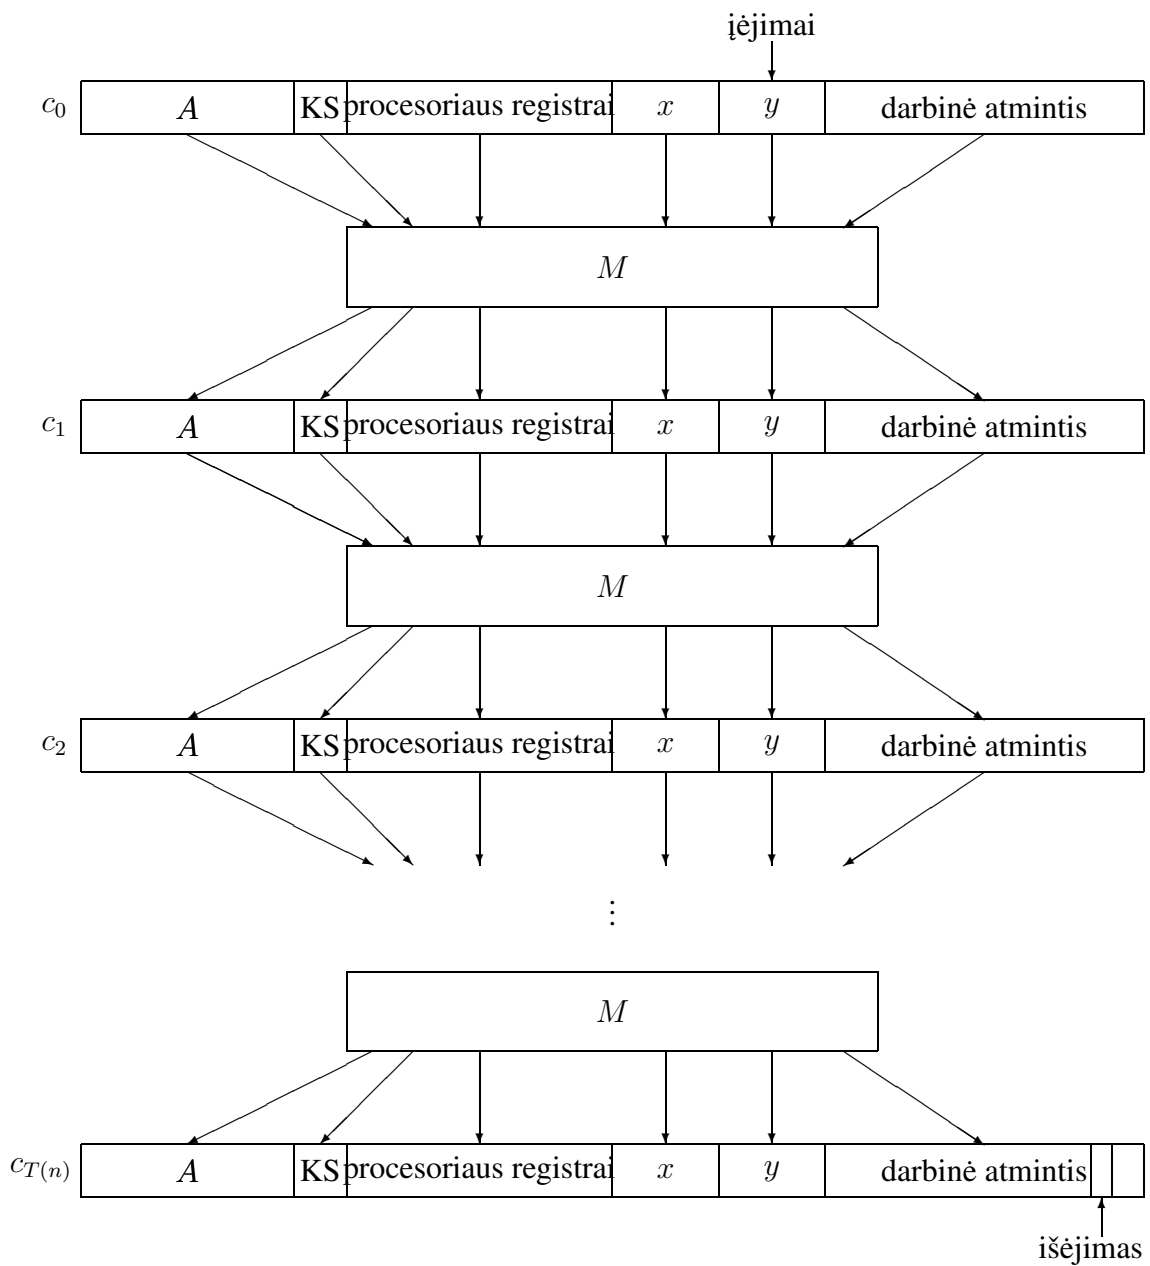 įėjimai
c₀ A KS procesoriaus registrai x y darbinė atmintis
M
c₁ A KS procesoriaus registrai x y darbinė atmintis
M
c₂ A KS procesoriaus registrai x y darbinė atmintis
⋮
M
c_{T(n)} A KS procesoriaus registrai x y darbinė atmintis
išėjimas